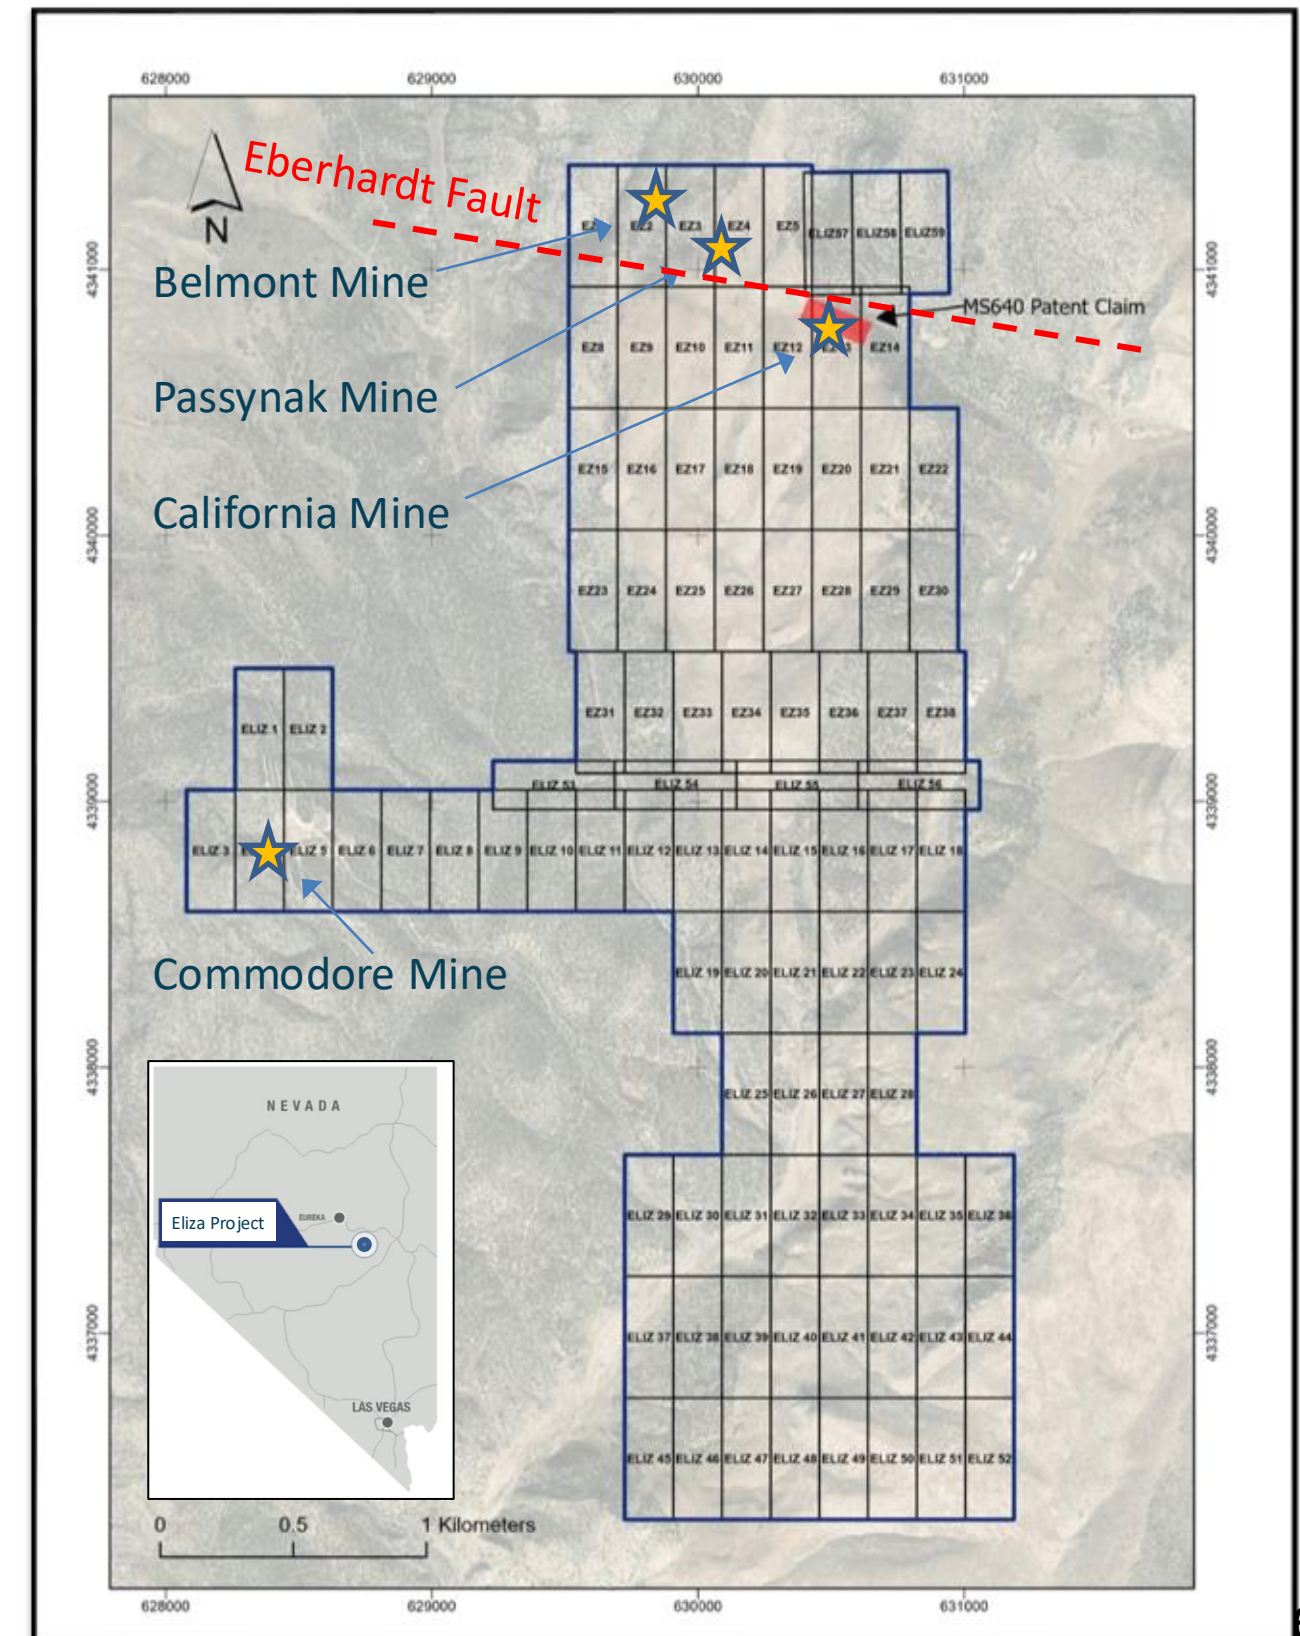 628000 629000 630000 631000
Eberhardt Fault
N
EZ2 EZ3 EZ4 EZ5 ELIZ57 ELIZ58 ELIZ59
4341000 4341000
Belmont Mine
MS640 Patent Claim
EZ8 EZ9 EZ10 EZ11 EZ12 EZ14
Passynak Mine
EZ15 EZ16 EZ17 EZ18 EZ19 EZ20 EZ21 EZ22
California Mine
4340000 4340000
EZ23 EZ24 EZ25 EZ26 EZ27 EZ28 EZ29 EZ30
EZ31 EZ32 EZ33 EZ34 EZ35 EZ36 EZ37 EZ38
ELIZ 1 ELIZ 2
ELIZ 53 ELIZ 54 ELIZ 55 ELIZ 56
4339000 4339000
ELIZ 3 ELIZ 5 ELIZ 6 ELIZ 7 ELIZ 8 ELIZ 9 ELIZ 10 ELIZ 11 ELIZ 12 ELIZ 13 ELIZ 14 ELIZ 15 ELIZ 16 ELIZ 17 ELIZ 18
Commodore Mine
ELIZ 19 ELIZ 20 ELIZ 21 ELIZ 22 ELIZ 23 ELIZ 24
4338000 4338000
ELIZ 25 ELIZ 26 ELIZ 27 ELIZ 28
NEVADA
EUREKA
Eliza Project
LAS VEGAS
ELIZ 29 ELIZ 30 ELIZ 31 ELIZ 32 ELIZ 33 ELIZ 34 ELIZ 35 ELIZ 36
4337000 4337000
ELIZ 37 ELIZ 38 ELIZ 39 ELIZ 40 ELIZ 41 ELIZ 42 ELIZ 43 ELIZ 44
ELIZ 45 ELIZ 46 ELIZ 47 ELIZ 48 ELIZ 49 ELIZ 50 ELIZ 51 ELIZ 52
0 0.5 1 Kilometers
628000 629000 630000 631000